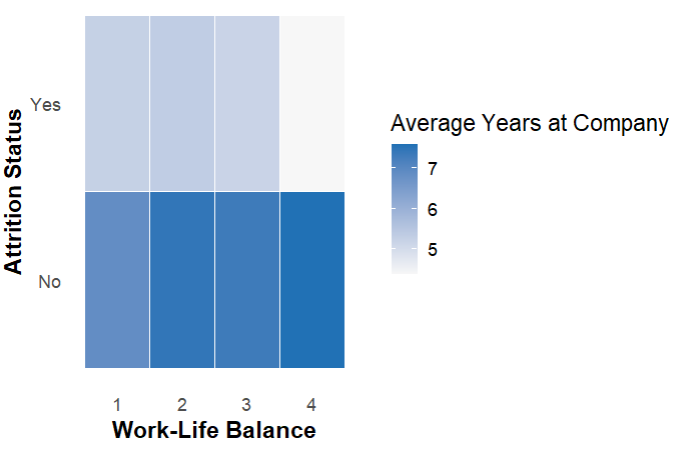 Average Years at Company
7
6
5
Attrition Status
Yes
No
1 2 3 4
Work-Life Balance